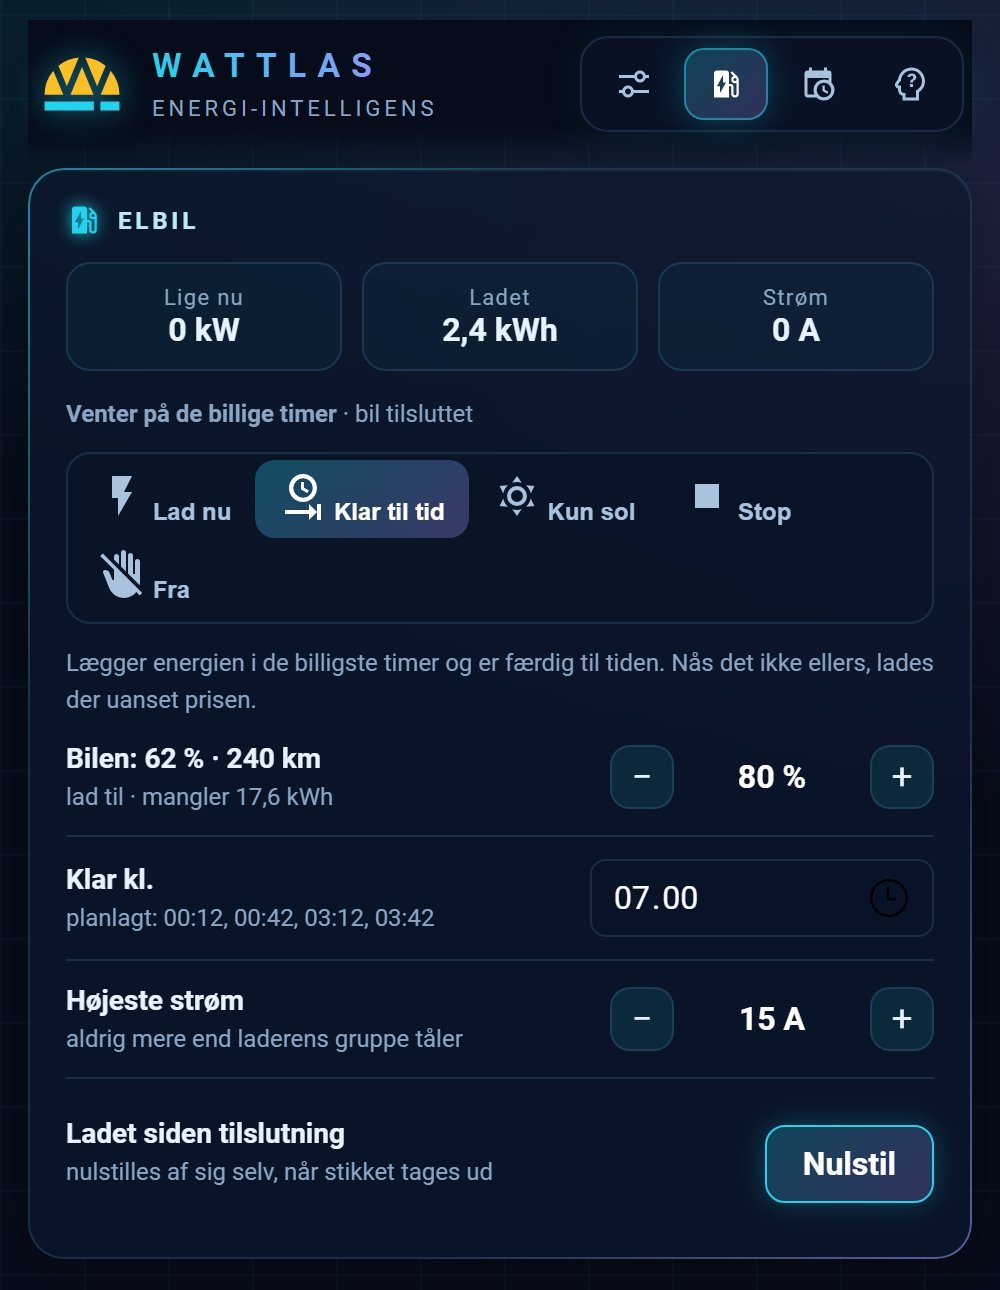 WATTLAS
ENERGI-INTELLIGENS
ELBIL
Lige nu
0 kW
Ladet
2,4 kWh
Strøm
0 A
Venter på de billige timer · bil tilsluttet
Lad nu
Klar til tid
Kun sol
Stop
Fra
Lægger energien i de billigste timer og er færdig til tiden. Nås det ikke ellers, lades
der uanset prisen.
Bilen: 62 % · 240 km
lad til · mangler 17,6 kWh
−
80 %
+
Klar kl.
planlagt: 00:12, 00:42, 03:12, 03:42
07.00
Højeste strøm
aldrig mere end laderens gruppe tåler
−
15 A
+
Ladet siden tilslutning
nulstilles af sig selv, når stikket tages ud
Nulstil